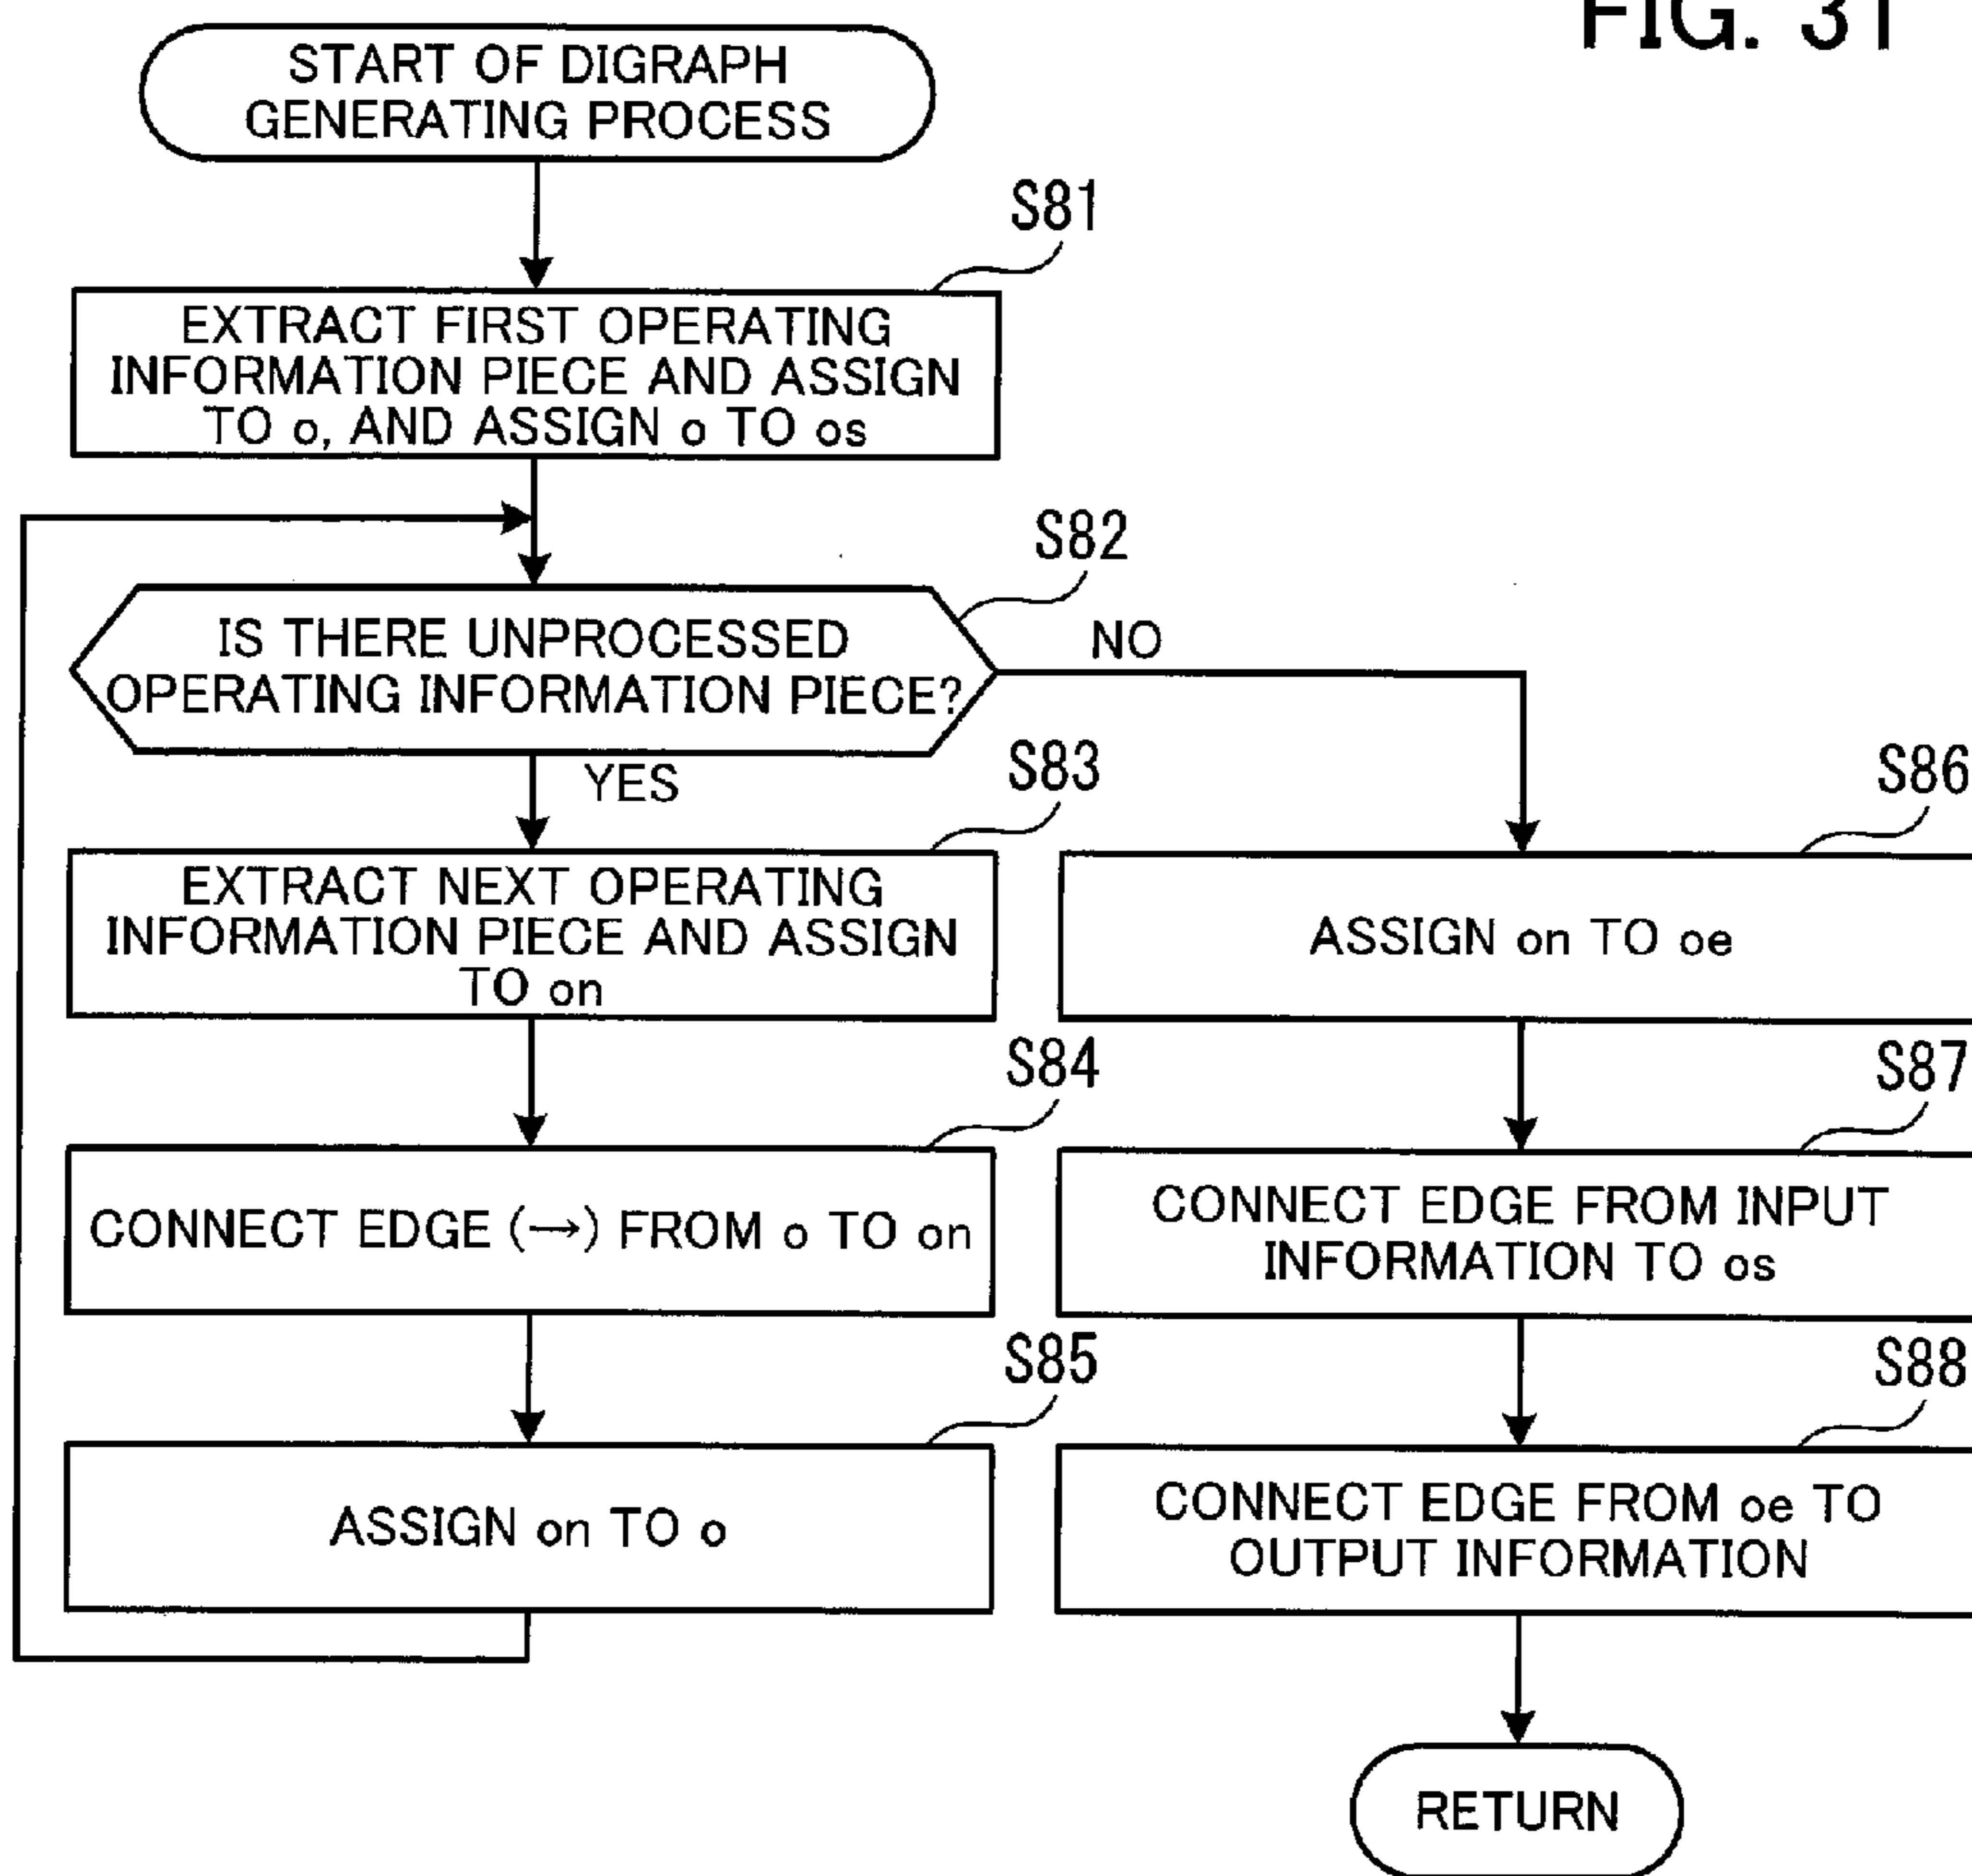 FIG. 31
START OF DIGRAPH
GENERATING PROCESS
S81
EXTRACT FIRST OPERATING
INFORMATION PIECE AND ASSIGN
TO o, AND ASSIGN o TO os
S82
IS THERE UNPROCESSED
OPERATING INFORMATION PIECE?
NO
YES
S83
EXTRACT NEXT OPERATING
INFORMATION PIECE AND ASSIGN
TO on
S84
CONNECT EDGE (→) FROM o TO on
S85
ASSIGN on TO o
S86
ASSIGN on TO oe
S87
CONNECT EDGE FROM INPUT
INFORMATION TO os
S88
CONNECT EDGE FROM oe TO
OUTPUT INFORMATION
RETURN